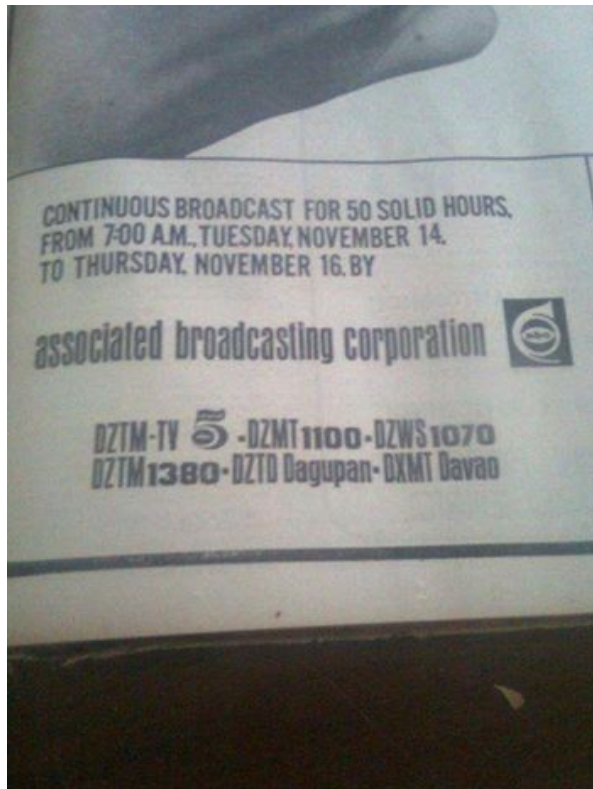 CONTINUOUS BROADCAST FOR 50 SOLID HOURS,
FROM 7:00 A.M., TUESDAY, NOVEMBER 14,
TO THURSDAY, NOVEMBER 16, BY
associated broadcasting corporation
DZTM-TV 5 • DZMT 1100 • DZWS 1070
DZTM 1380 • DZTD Dagupan • DXMT Davao